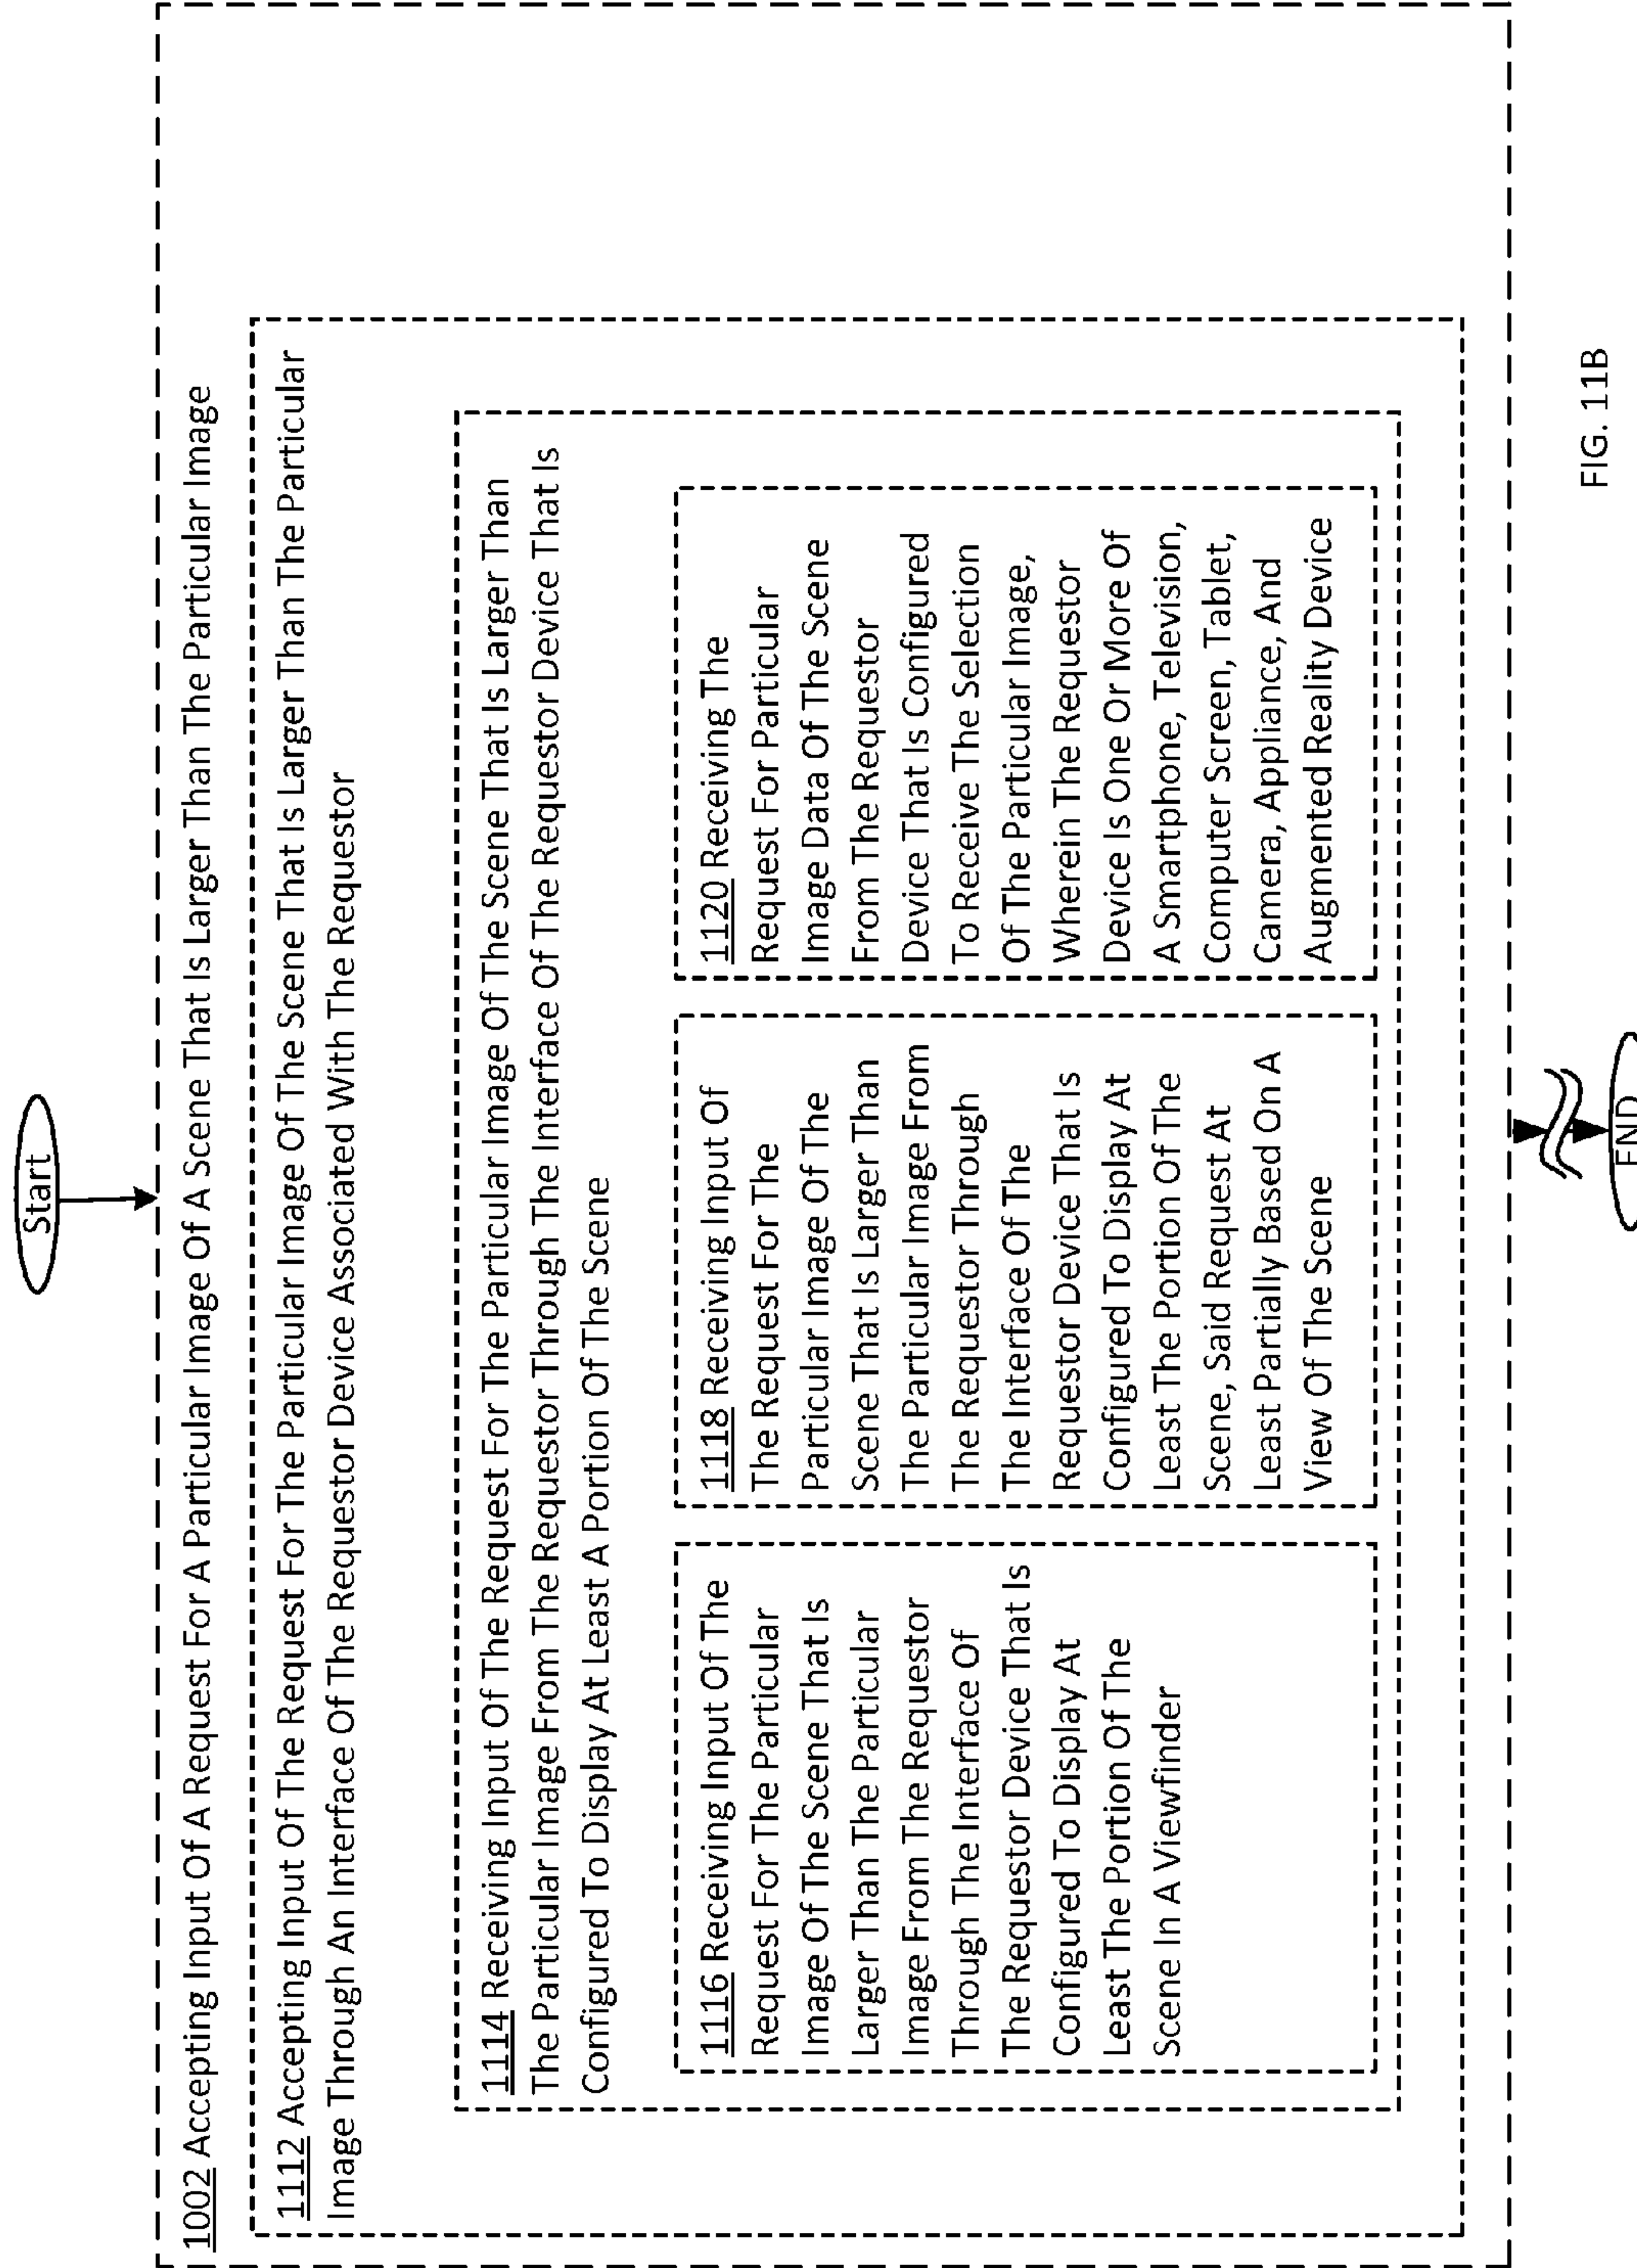 Start
1002 Accepting Input Of A Request For A Particular Image Of A Scene That Is Larger Than The Particular Image
1112 Accepting Input Of The Request For The Particular Image Of The Scene That Is Larger Than The Particular
Image Through An Interface Of The Requestor Device Associated With The Requestor
1114 Receiving Input Of The Request For The Particular Image Of The Scene That Is Larger Than
The Particular Image From The Requestor Through The Interface Of The Requestor Device That Is
Configured To Display At Least A Portion Of The Scene
1116 Receiving Input Of The
Request For The Particular
Image Of The Scene That Is
Larger Than The Particular
Image From The Requestor
Through The Interface Of
The Requestor Device That Is
Configured To Display At
Least The Portion Of The
Scene In A Viewfinder
1118 Receiving Input Of
The Request For The
Particular Image Of The
Scene That Is Larger Than
The Particular Image From
The Requestor Through
The Interface Of The
Requestor Device That Is
Configured To Display At
Least The Portion Of The
Scene, Said Request At
Least Partially Based On A
View Of The Scene
1120 Receiving The
Request For Particular
Image Data Of The Scene
From The Requestor
Device That Is Configured
To Receive The Selection
Of The Particular Image,
Wherein The Requestor
Device Is One Or More Of
A Smartphone, Television,
Computer Screen, Tablet,
Camera, Appliance, And
Augmented Reality Device
END
FIG. 11B